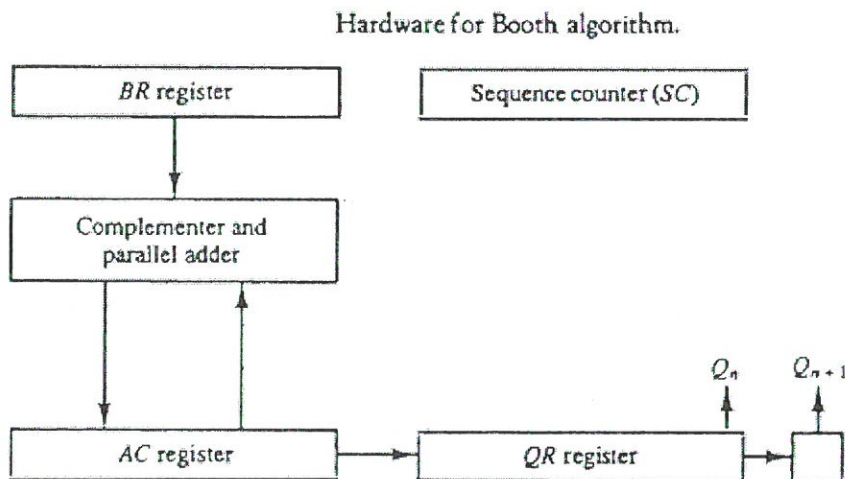 Hardware for Booth algorithm.
BR register
Sequence counter (SC)
Complementer and
parallel adder
Qn
Qn + 1
AC register
QR register